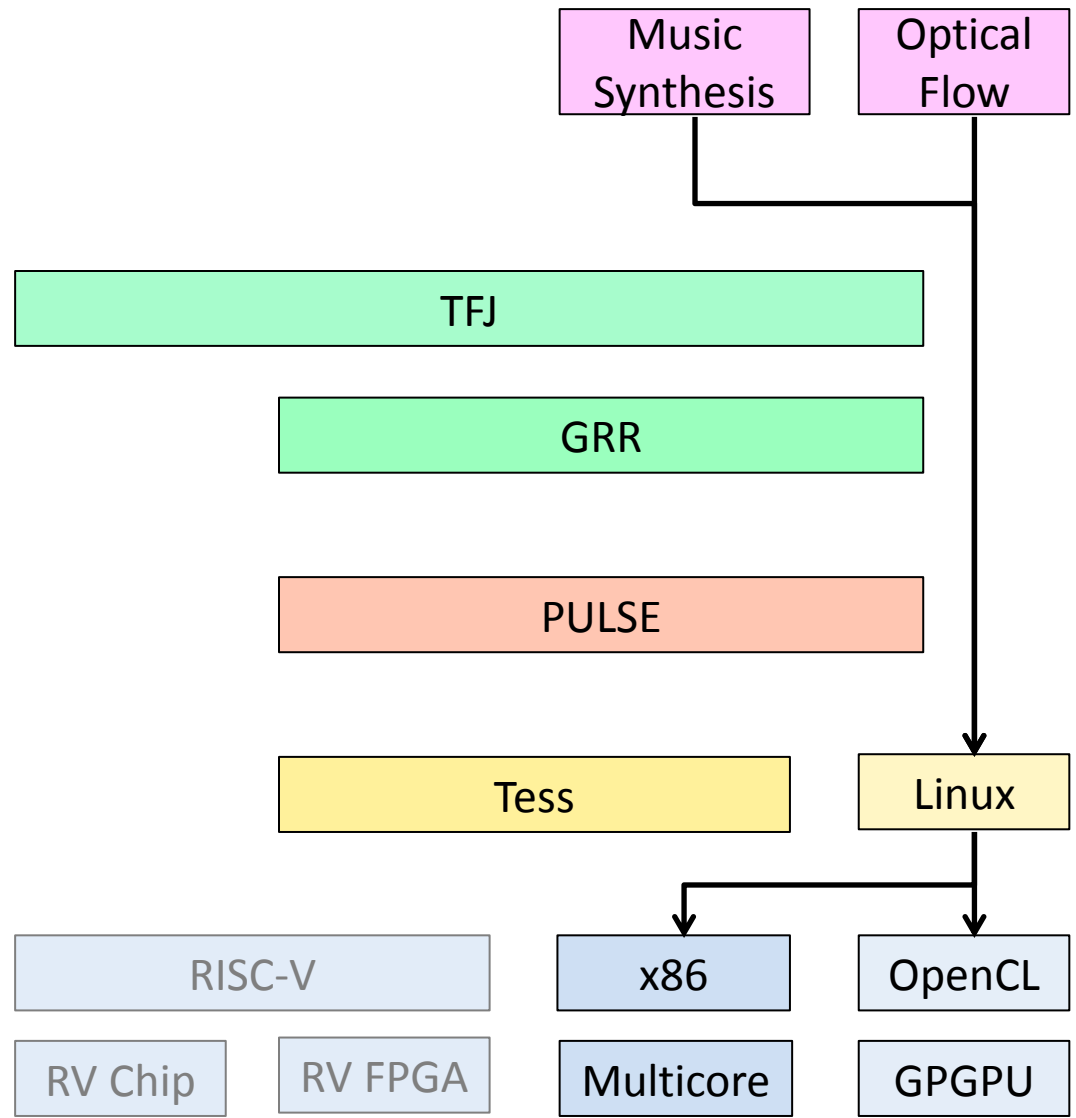 Music
Synthesis
Optical
Flow
TFJ
GRR
PULSE
Tess
Linux
RISC-V
x86
OpenCL
RV Chip
RV FPGA
Multicore
GPGPU